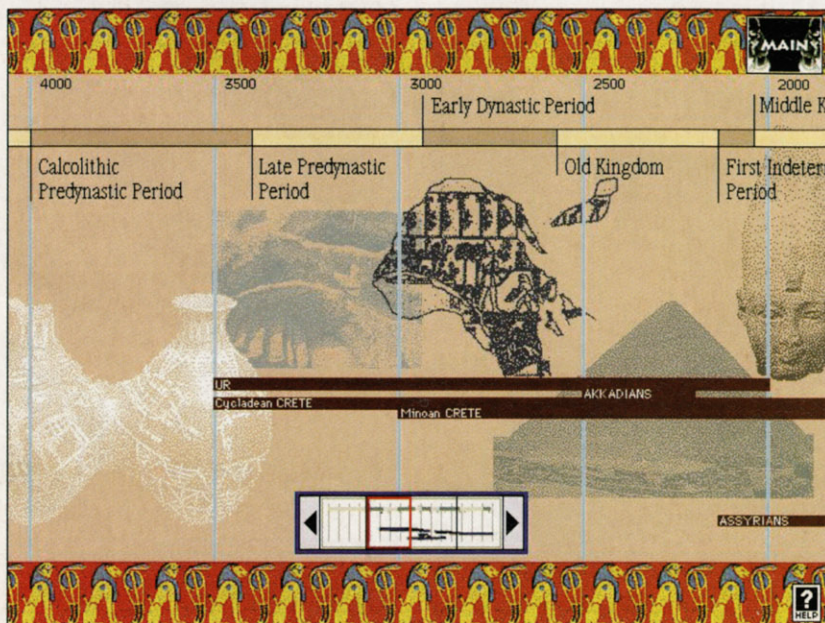 MAIN
4000 3500 3000 2500 2000
Early Dynastic Period
Middle K
Calcolithic
Predynastic Period
Late Predynastic
Period
Old Kingdom
First Indeter
Period
UR
AKKADIANS
Cycladean CRETE
Minoan CRETE
ASSYRIANS
?
HELP